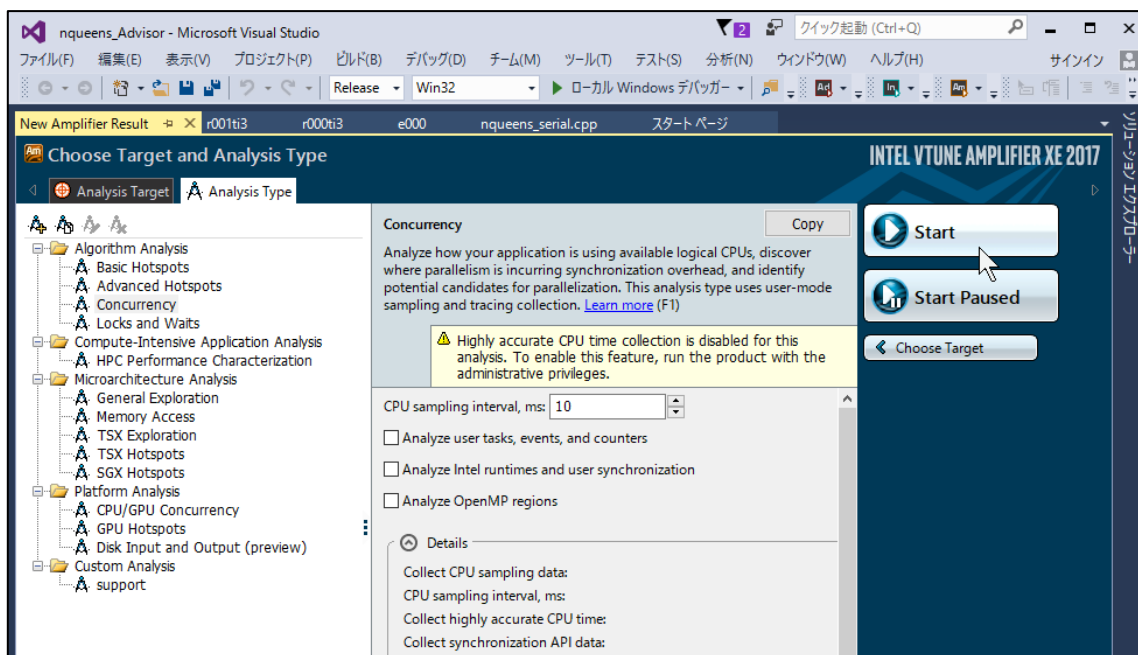 nqueens_Advisor - Microsoft Visual Studio
2
クイック起動 (Ctrl+Q)
ファイル(F) 編集(E) 表示(V) プロジェクト(P) ビルド(B) デバッグ(D) チーム(M) ツール(T) テスト(S) 分析(N) ウィンドウ(W) ヘルプ(H) サインイン
Release Win32 ローカル Windows デバッガー Ad In Am
New Amplifier Result r001ti3 r000ti3 e000 nqueens_serial.cpp スタート ページ
ソリューション エクスプローラー
Am Choose Target and Analysis Type
INTEL VTUNE AMPLIFIER XE 2017
Analysis Target Analysis Type
Algorithm Analysis
Basic Hotspots
Advanced Hotspots
Concurrency
Locks and Waits
Compute-Intensive Application Analysis
HPC Performance Characterization
Microarchitecture Analysis
General Exploration
Memory Access
TSX Exploration
TSX Hotspots
SGX Hotspots
Platform Analysis
CPU/GPU Concurrency
GPU Hotspots
Disk Input and Output (preview)
Custom Analysis
support
Concurrency
Copy
Analyze how your application is using available logical CPUs, discover
where parallelism is incurring synchronization overhead, and identify
potential candidates for parallelization. This analysis type uses user-mode
sampling and tracing collection. Learn more (F1)
Highly accurate CPU time collection is disabled for this
analysis. To enable this feature, run the product with the
administrative privileges.
CPU sampling interval, ms: 10
Analyze user tasks, events, and counters
Analyze Intel runtimes and user synchronization
Analyze OpenMP regions
Details
Collect CPU sampling data:
CPU sampling interval, ms:
Collect highly accurate CPU time:
Collect synchronization API data:
Start
Start Paused
Choose Target